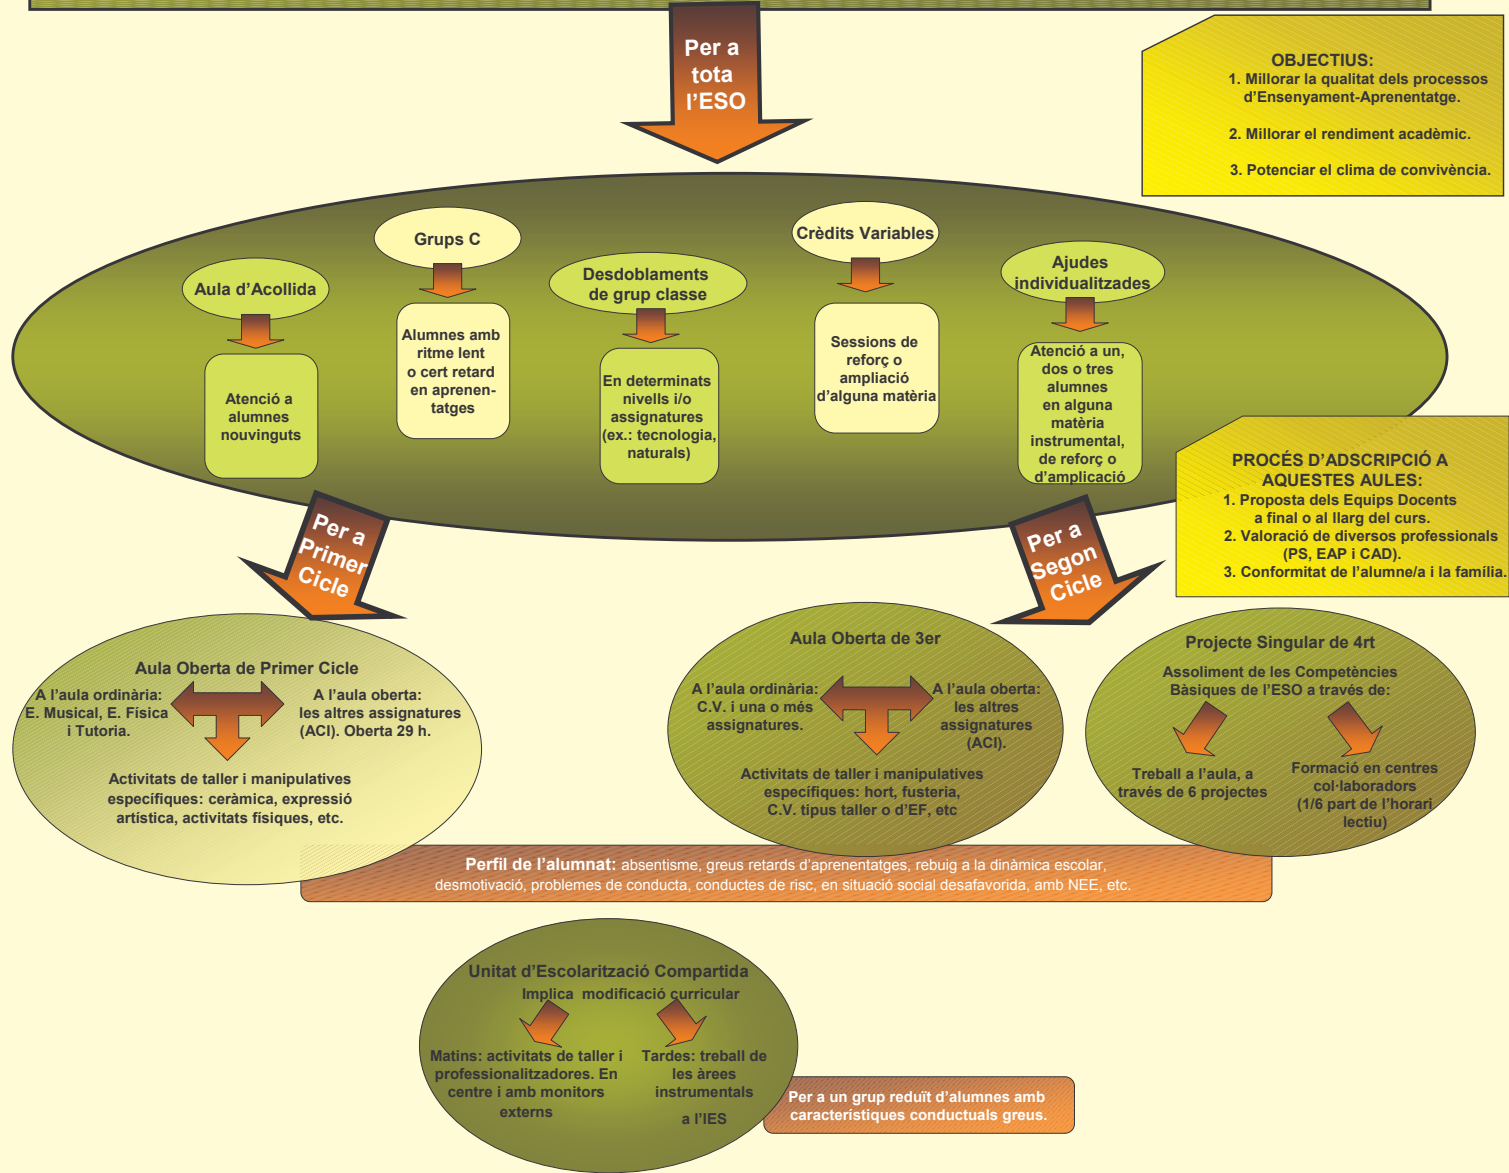 Per a
tota
l'ESO
OBJECTIUS:
1. Millorar la qualitat dels processos
d'Ensenyament-Aprenentatge.
2. Millorar el rendiment acadèmic.
3. Potenciar el clima de convivència.
Aula d'Acollida
Atenció a
alumnes
nouvinguts
Grups C
Alumnes amb
ritme lent
o cert retard
en aprenen-
tatges
Desdoblaments
de grup classe
En determinats
nivells i/o
assignatures
(ex.: tecnologia,
naturals)
Crèdits Variables
Sessions de
reforç o
ampliació
d'alguna matèria
Ajudes
individualitzades
Atenció a un,
dos o tres
alumnes
en alguna
matèria
instrumental,
de reforç o
d'amplicació
PROCÉS D'ADSCRIPCIÓ A
AQUESTES AULES:
1. Proposta dels Equips Docents
a final o al llarg del curs.
2. Valoració de diversos professionals
(PS, EAP i CAD).
3. Conformitat de l'alumne/a i la família.
Per a
Primer
Cicle
Per a
Segon
Cicle
Aula Oberta de Primer Cicle
A l'aula ordinària:
E. Musical, E. Física
i Tutoria.
A l'aula oberta:
les altres assignatures
(ACI). Oberta 29 h.
Activitats de taller i manipulatives
específiques: ceràmica, expressió
artística, activitats físiques, etc.
Aula Oberta de 3er
A l'aula ordinària:
C.V. i una o més
assignatures.
A l'aula oberta:
les altres
assignatures
(ACI).
Activitats de taller i manipulatives
específiques: hort, fusteria,
C.V. tipus taller o d'EF, etc
Projecte Singular de 4rt
Assoliment de les Competències
Bàsiques de l'ESO a través de:
Treball a l'aula, a
través de 6 projectes
Formació en centres
col·laboradors
(1/6 part de l'horari
lectiu)
Perfil de l'alumnat: absentisme, greus retards d'aprenentatges, rebuig a la dinàmica escolar,
desmotivació, problemes de conducta, conductes de risc, en situació social desafavorida, amb NEE, etc.
Unitat d'Escolarització Compartida
Implica modificació curricular
Matins: activitats de taller i
professionalitzadores. En
centre i amb monitors
externs
Tardes: treball de
les àrees
instrumentals
a l'IES
Per a un grup reduït d'alumnes amb
característiques conductuals greus.